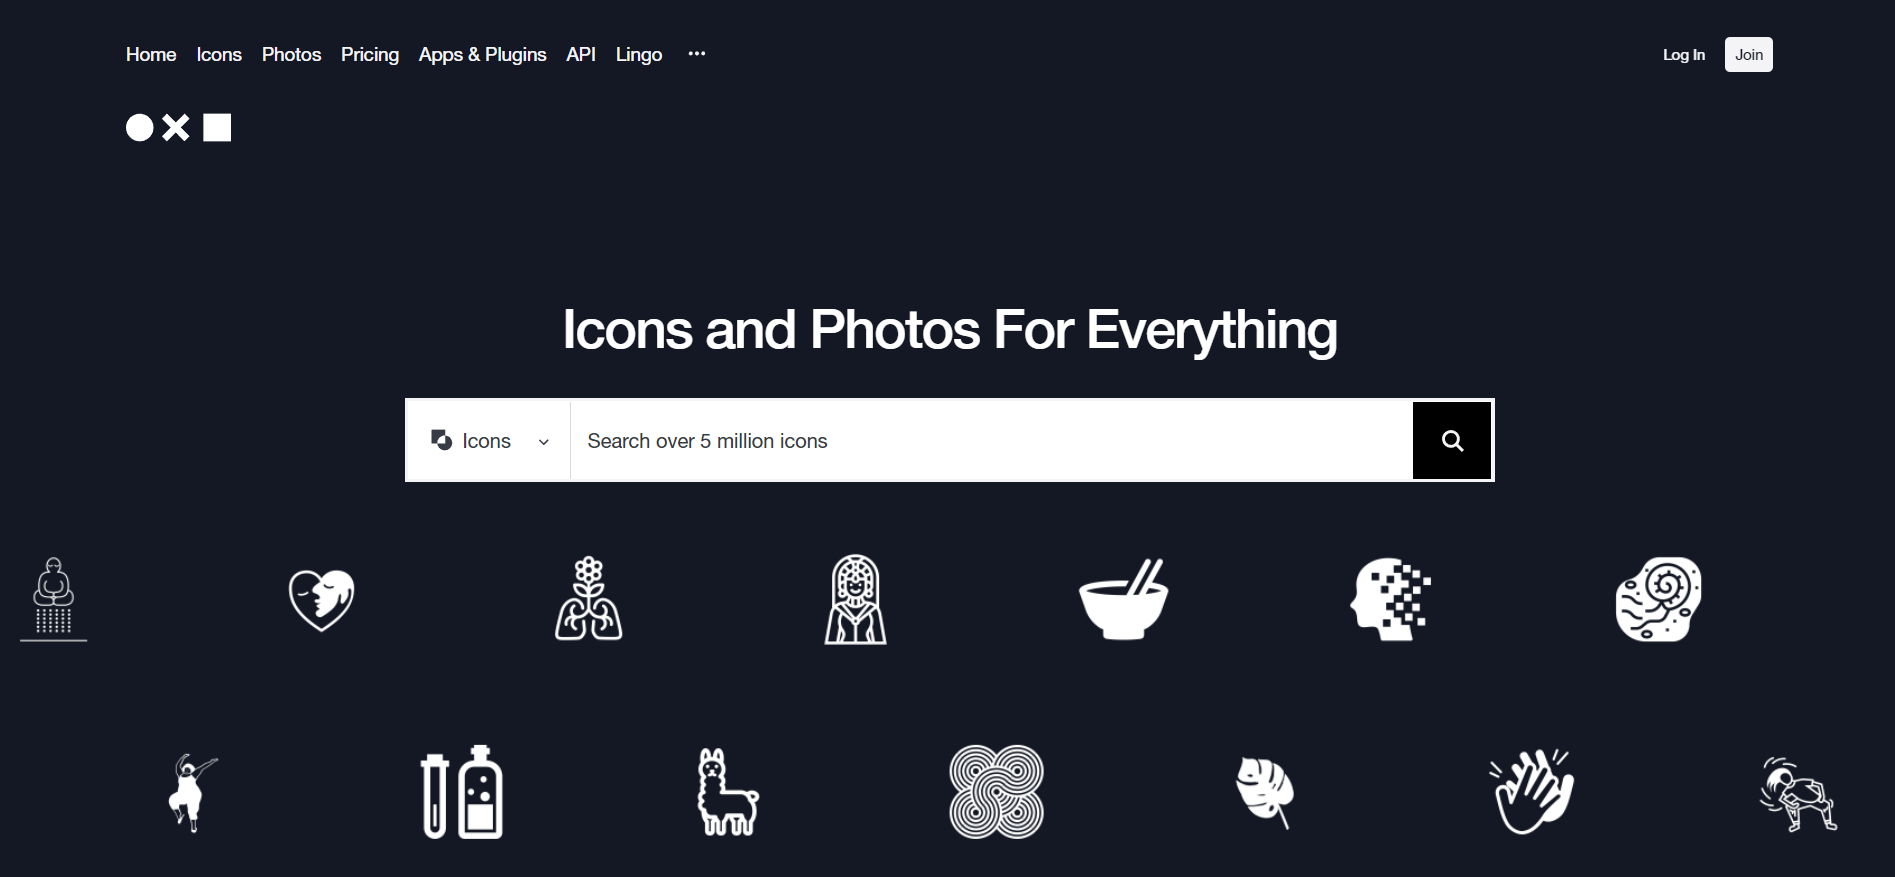 Home Icons Photos Pricing Apps & Plugins API Lingo ••• Log In Join
Icons and Photos For Everything
Icons Search over 5 million icons